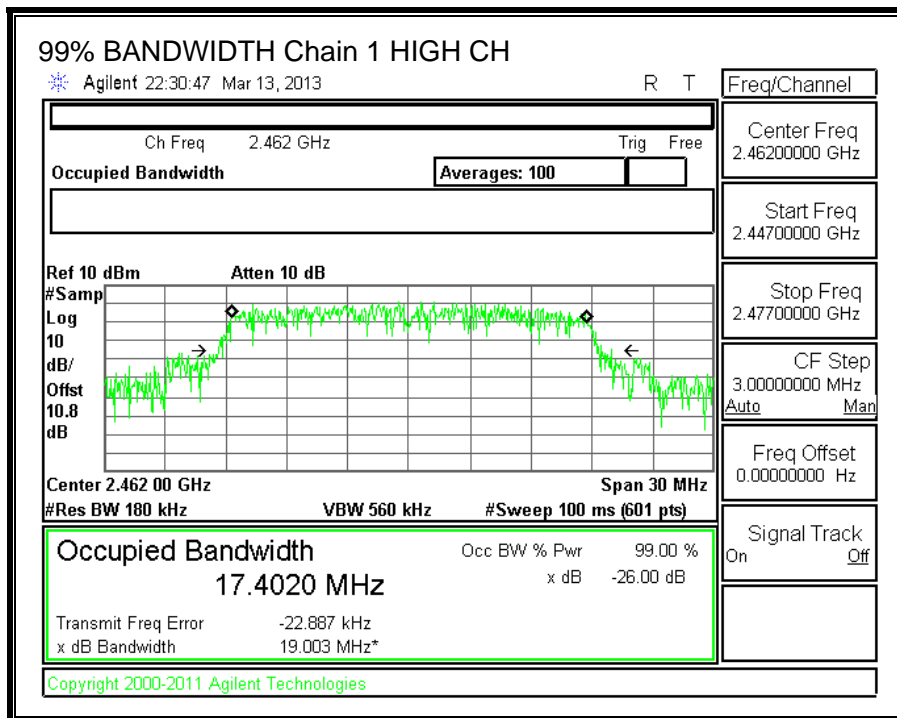 99% BANDWIDTH Chain 1 HIGH CH
Agilent 22:30:47 Mar 13, 2013 R T
Freq/Channel
Ch Freq 2.462 GHz Trig Free
Occupied Bandwidth Averages: 100
Center Freq
2.46200000 GHz
Start Freq
2.44700000 GHz
Stop Freq
2.47700000 GHz
CF Step
3.00000000 MHz
Auto Man
Freq Offset
0.00000000 Hz
Signal Track
On Off
Ref 10 dBm Atten 10 dB
#Samp
Log
10
dB/
Offst
10.8
dB
Center 2.462 00 GHz Span 30 MHz
#Res BW 180 kHz VBW 560 kHz #Sweep 100 ms (601 pts)
Occupied Bandwidth Occ BW % Pwr 99.00 %
17.4020 MHz x dB -26.00 dB
Transmit Freq Error -22.887 kHz
x dB Bandwidth 19.003 MHz*
Copyright 2000-2011 Agilent Technologies